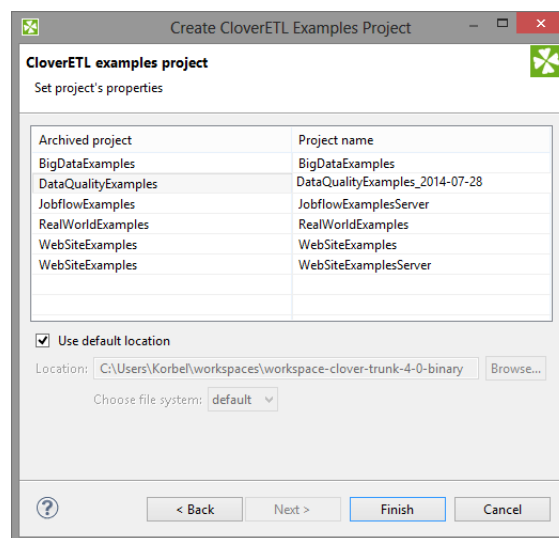 Create CloverETL Examples Project
CloverETL examples project
Set project's properties
Archived project Project name
BigDataExamples BigDataExamples
DataQualityExamples DataQualityExamples_2014-07-28
JobflowExamples JobflowExamplesServer
RealWorldExamples RealWorldExamples
WebSiteExamples WebSiteExamples
WebSiteExamples WebSiteExamplesServer
Use default location
Location: C:\Users\Korbel\workspaces\workspace-clover-trunk-4-0-binary Browse...
Choose file system: default
? < Back Next > Finish Cancel